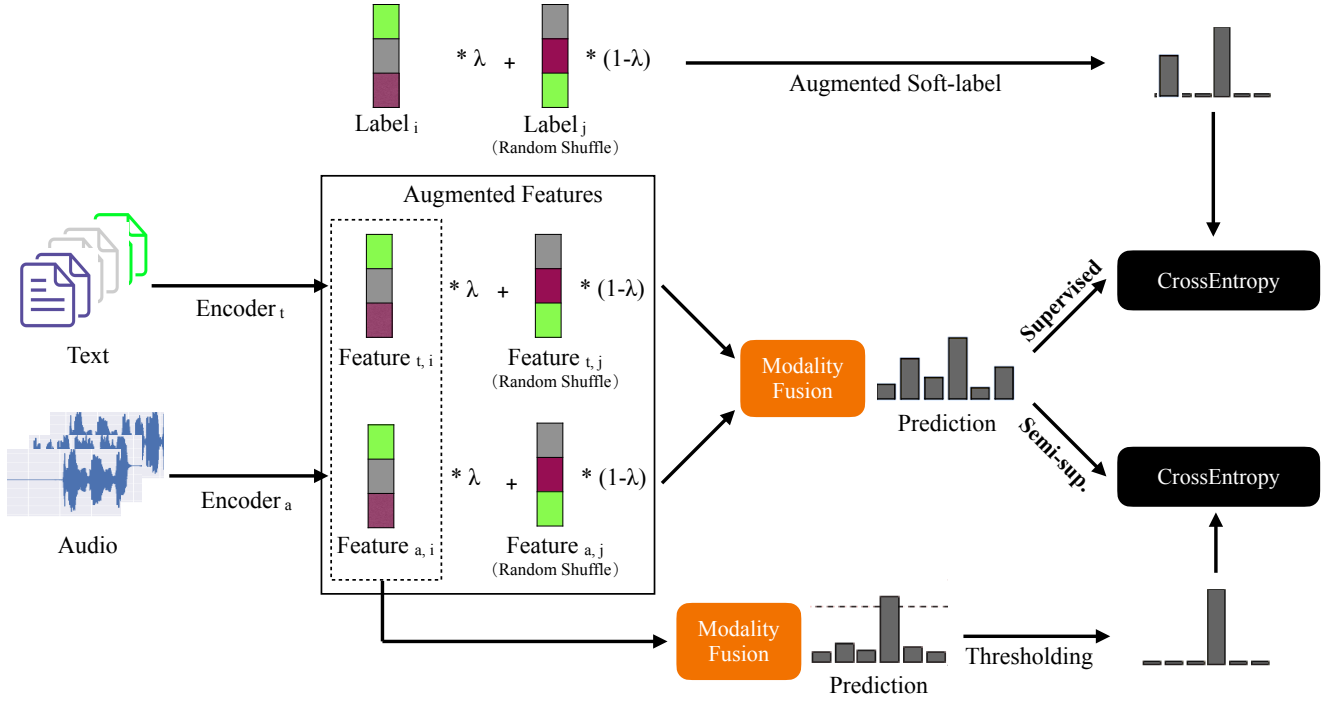 * λ + * (1-λ)
Label i
Label j
(Random Shuffle)
Augmented Soft-label
Augmented Features
Text
Encoder t
* λ + * (1-λ)
Feature t, i
Feature t, j
(Random Shuffle)
Audio
Encoder a
* λ + * (1-λ)
Feature a, i
Feature a, j
(Random Shuffle)
Modality
Fusion
Prediction
Supervised
CrossEntropy
Semi-sup.
CrossEntropy
Modality
Fusion
Prediction
Thresholding